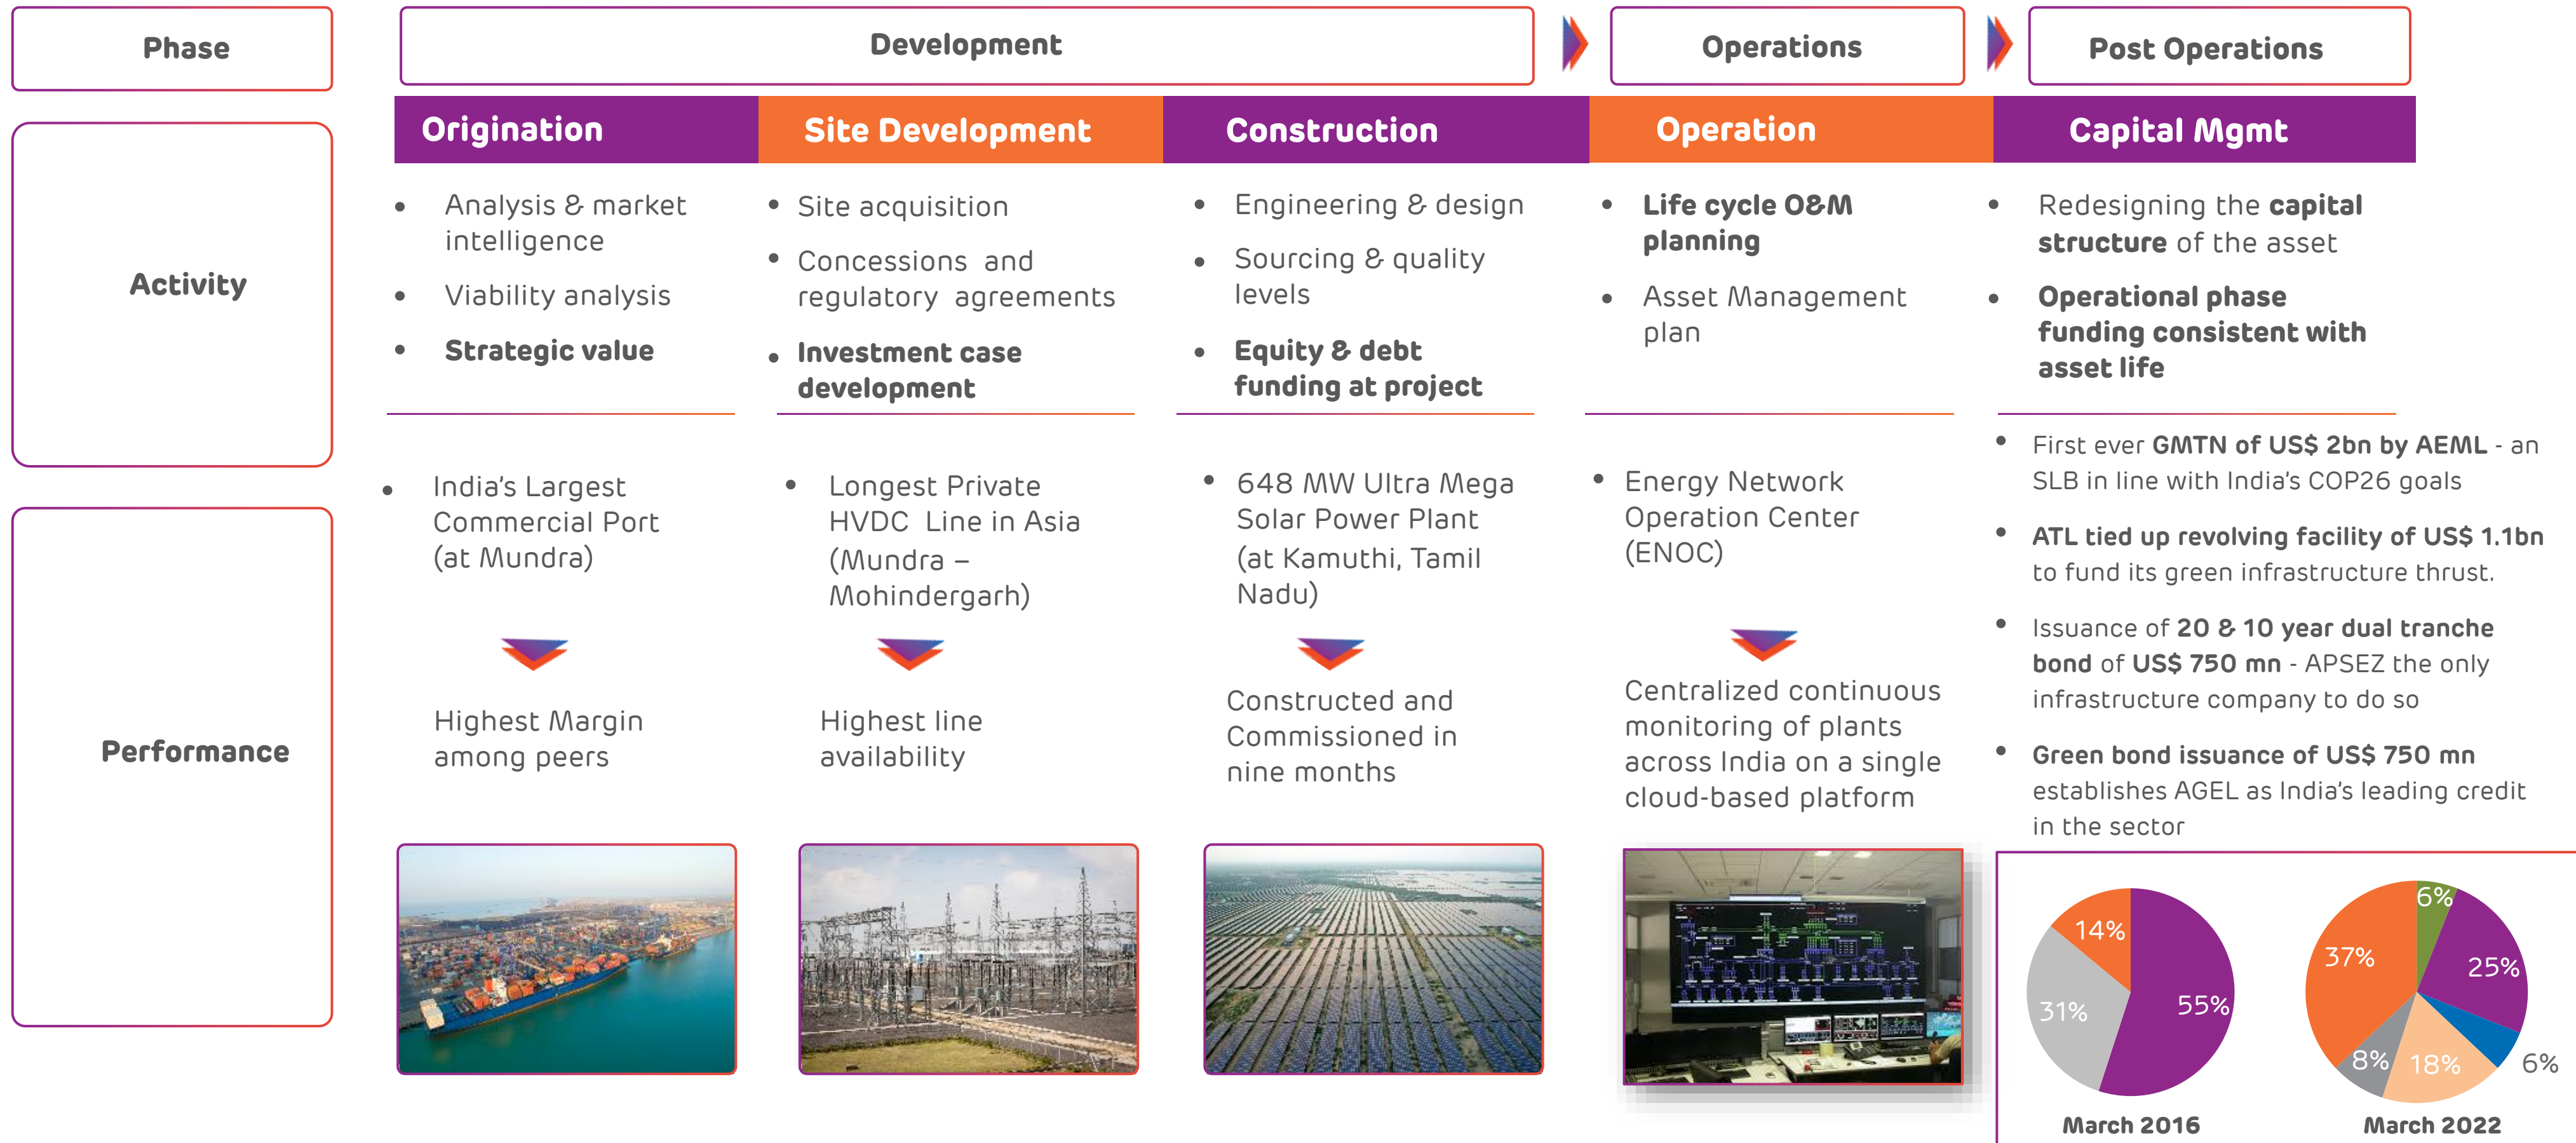 Phase
Development
Operations
Post Operations
Activity
Origination
Site Development
Construction
Operation
Capital Mgmt
• Analysis & market
intelligence
• Viability analysis
• Strategic value
• Site acquisition
• Concessions and
regulatory agreements
• Investment case
development
• Engineering & design
• Sourcing & quality
levels
• Equity & debt
funding at project
• Life cycle O&M
planning
• Asset Management
plan
• Redesigning the capital
structure of the asset
• Operational phase
funding consistent with
asset life
Performance
• India's Largest
Commercial Port
(at Mundra)
Highest Margin
among peers
• Longest Private
HVDC Line in Asia
(Mundra –
Mohindergarh)
Highest line
availability
• 648 MW Ultra Mega
Solar Power Plant
(at Kamuthi, Tamil
Nadu)
Constructed and
Commissioned in
nine months
• Energy Network
Operation Center
(ENOC)
Centralized continuous
monitoring of plants
across India on a single
cloud-based platform
• First ever GMTN of US$ 2bn by AEML - an
SLB in line with India's COP26 goals
• ATL tied up revolving facility of US$ 1.1bn
to fund its green infrastructure thrust.
• Issuance of 20 & 10 year dual tranche
bond of US$ 750 mn - APSEZ the only
infrastructure company to do so
• Green bond issuance of US$ 750 mn
establishes AGEL as India's leading credit
in the sector
14%
31%
55%
March 2016
6%
37%
25%
8%
18%
6%
March 2022